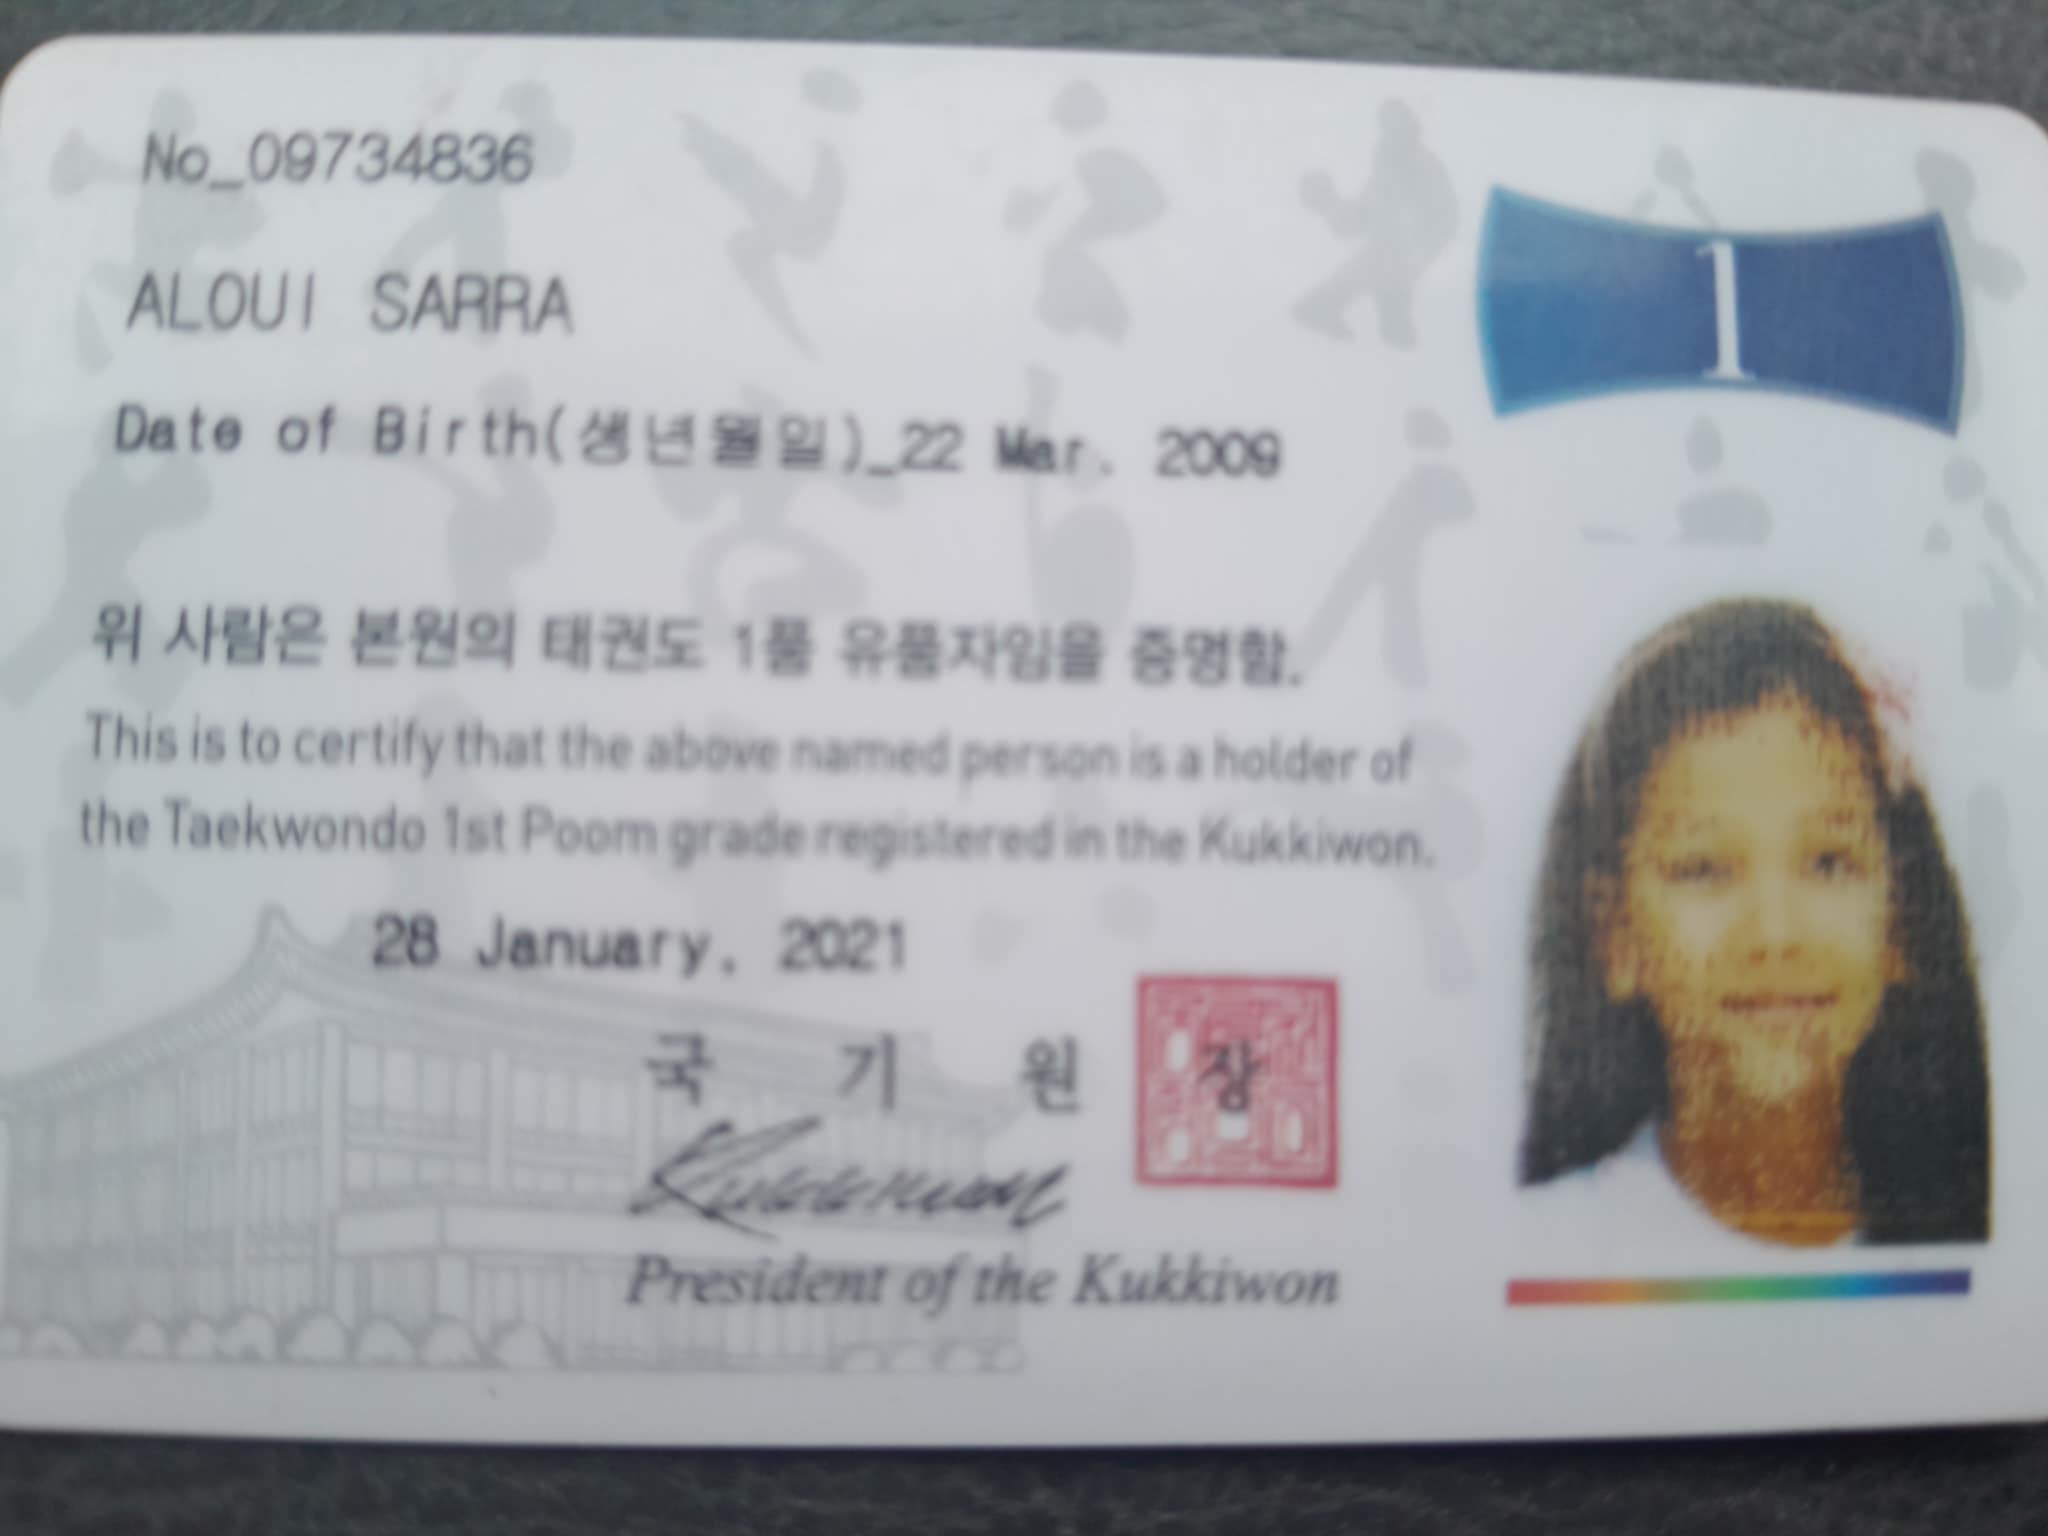 No_09734836
1
ALOUI SARRA
Date of Birth(생년월일)_22 Mar. 2009
위 사람은 본원의 태권도 1품 유품자임을 증명함.
This is to certify that the above named person is a holder of
the Taekwondo 1st Poom grade registered in the Kukkiwon.
28 January, 2021
국 기 원 장
Kukkiwon
President of the Kukkiwon